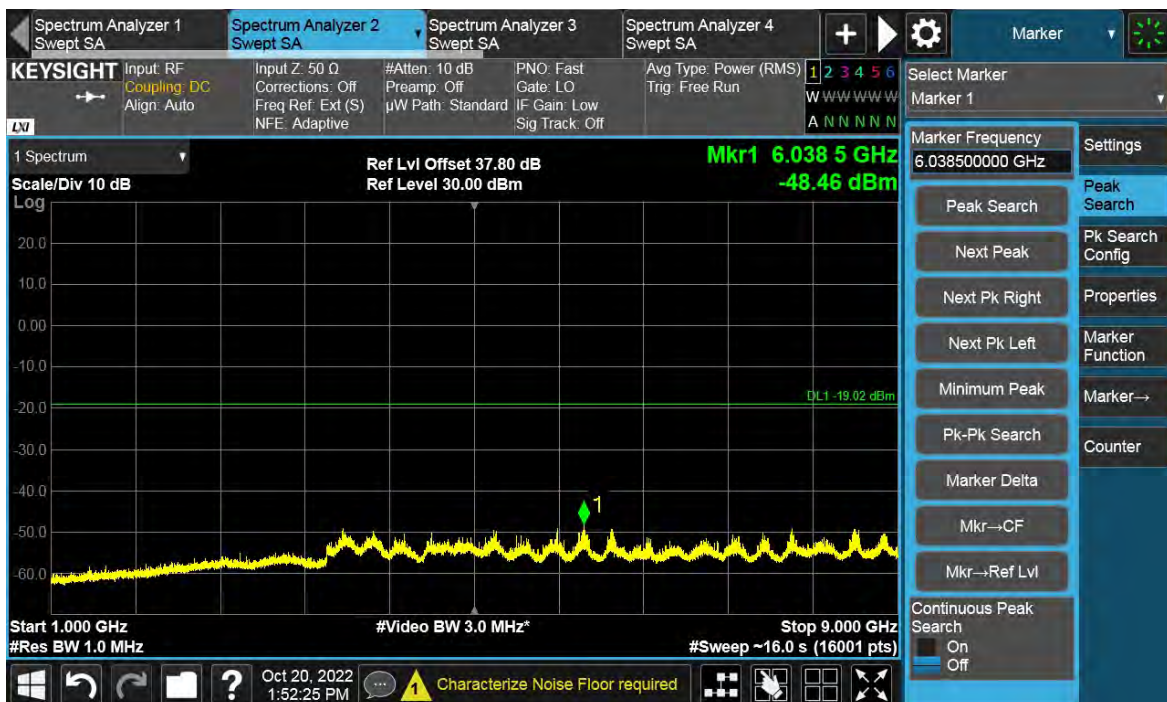 Spectrum Analyzer 1
Swept SA
Spectrum Analyzer 2
Swept SA
Spectrum Analyzer 3
Swept SA
Spectrum Analyzer 4
Swept SA
+
Marker
KEYSIGHT
LXI
Input: RF
Coupling: DC
Align: Auto
Input Z: 50 Ω
Corrections: Off
Freq Ref: Ext (S)
NFE: Adaptive
#Atten: 10 dB
Preamp: Off
µW Path: Standard
PNO: Fast
Gate: LO
IF Gain: Low
Sig Track: Off
Avg Type: Power (RMS)
Trig: Free Run
1 2 3 4 5 6
W W W W W W
A N N N N N
Select Marker
Marker 1
1 Spectrum
Scale/Div 10 dB
Log
Ref Lvl Offset 37.80 dB
Ref Level 30.00 dBm
Mkr1 6.038 5 GHz
-48.46 dBm
20.0
10.0
0.00
-10.0
-20.0
-30.0
-40.0
-50.0
-60.0
DL1 -19.02 dBm
1
Start 1.000 GHz
#Res BW 1.0 MHz
#Video BW 3.0 MHz*
Stop 9.000 GHz
#Sweep ~16.0 s (16001 pts)
Marker Frequency
6.038500000 GHz
Peak Search
Next Peak
Next Pk Right
Next Pk Left
Minimum Peak
Pk-Pk Search
Marker Delta
Mkr→CF
Mkr→Ref Lvl
Continuous Peak
Search
On
Off
Settings
Peak
Search
Pk Search
Config
Properties
Marker
Function
Marker→
Counter
?
Oct 20, 2022
1:52:25 PM
1
Characterize Noise Floor required